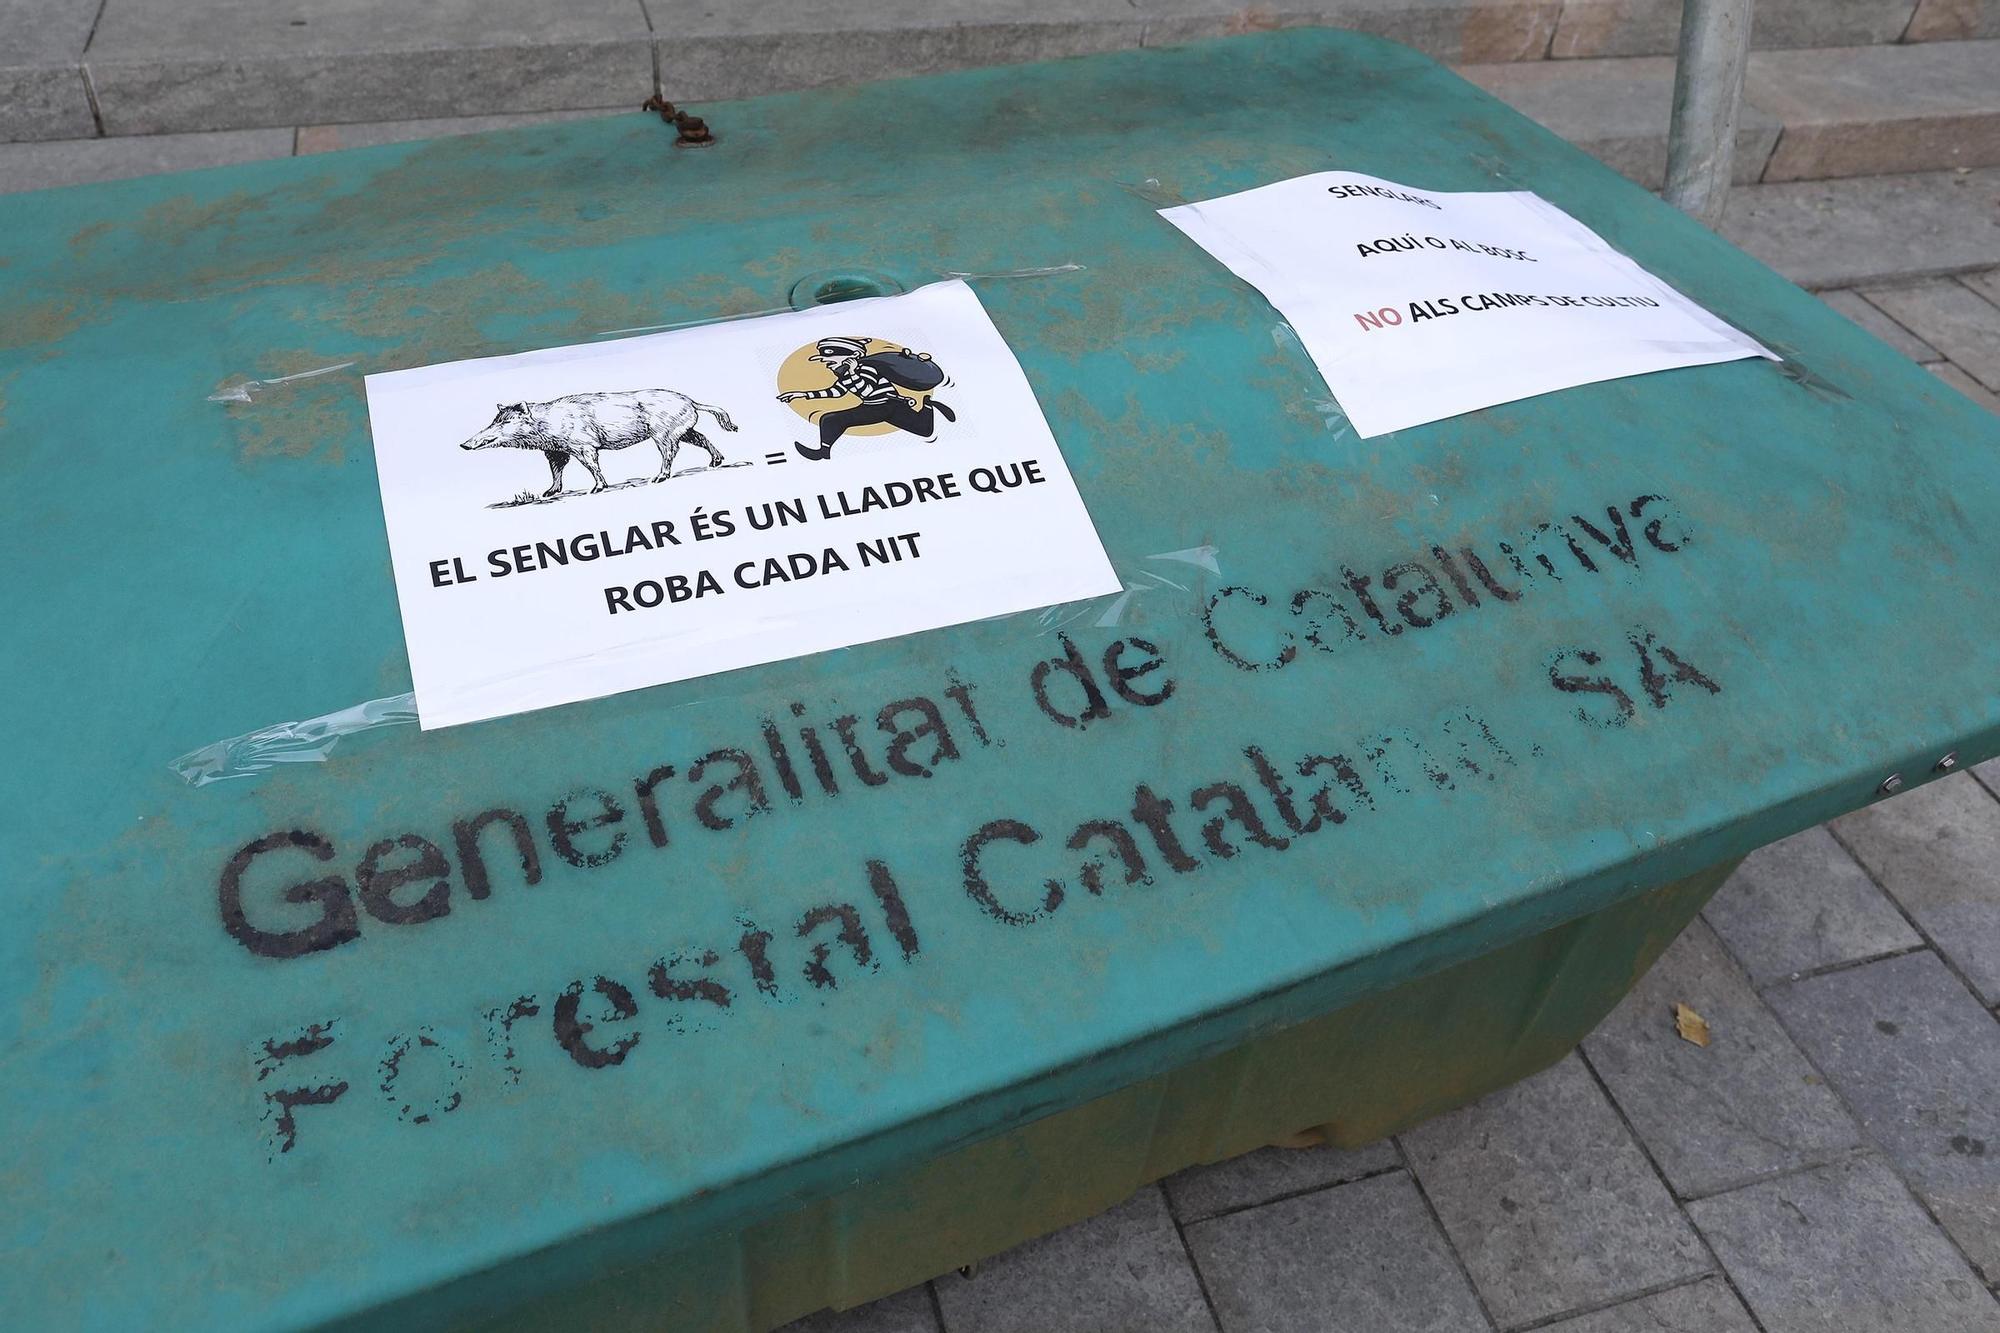 SENGLARS
AQUÍ O AL BOSC
NO ALS CAMPS DE CULTIU
=
EL SENGLAR ÉS UN LLADRE QUE
ROBA CADA NIT
Generalitat de Catalunya
Forestal Catalana, SA